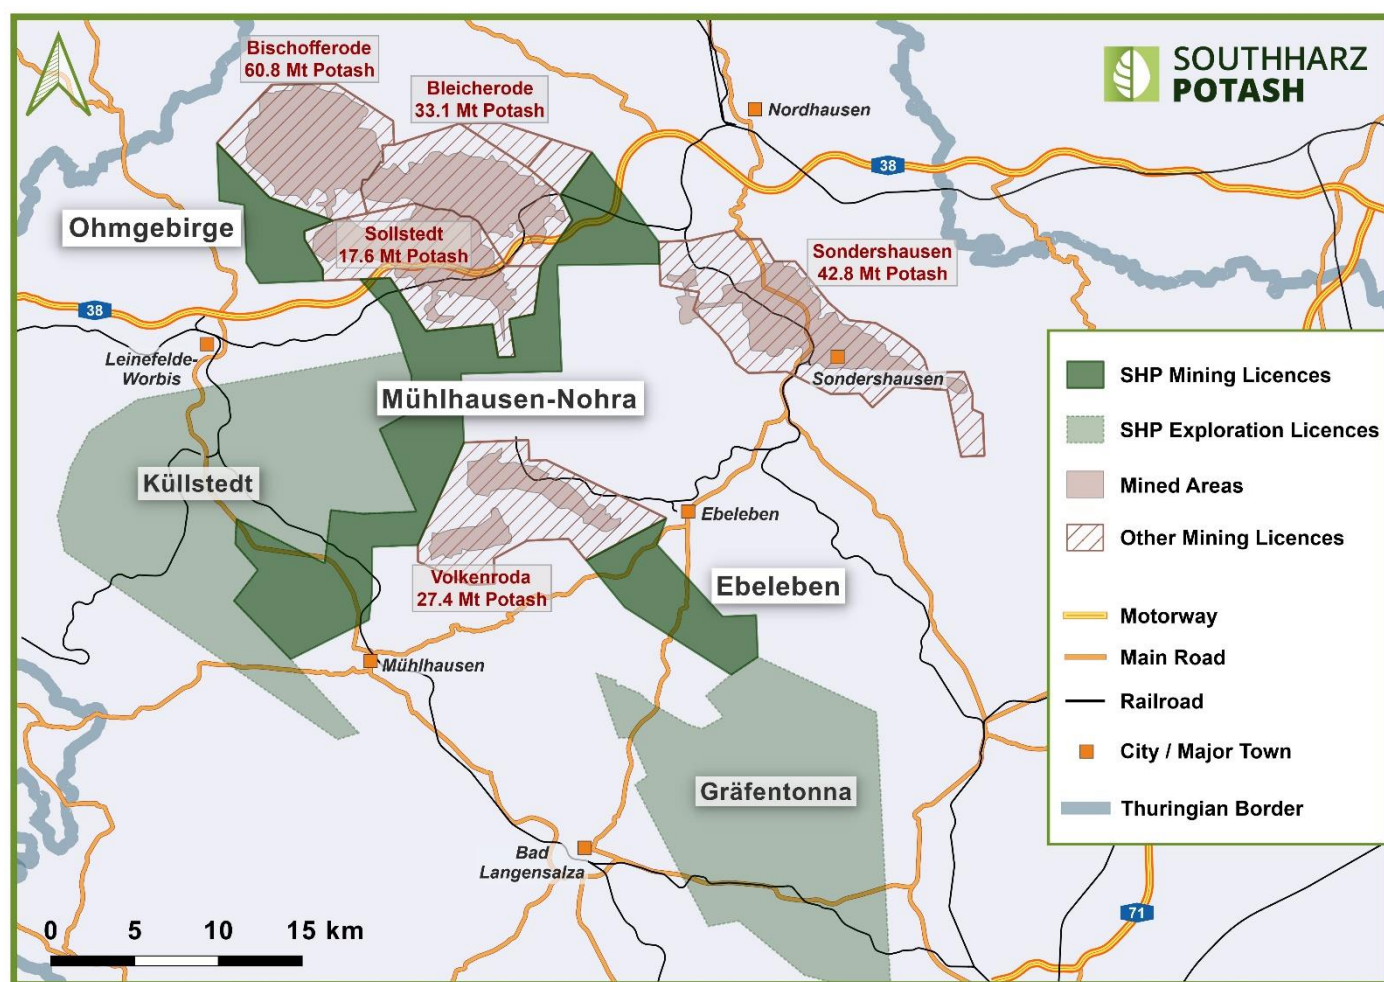 Bischofferode
60.8 Mt Potash
Bleicherode
33.1 Mt Potash
SOUTHHARZ
POTASH
Nordhausen
38
Ohmgebirge
Sollstedt
17.6 Mt Potash
Sondershausen
42.8 Mt Potash
38
Leinefelde-
Worbis
Sondershausen
Mühlhausen-Nohra
Küllstedt
Ebeleben
Volkenroda
27.4 Mt Potash
Ebeleben
Mühlhausen
Gräfentonna
Bad
Langensalza
71
0 5 10 15 km
SHP Mining Licences
SHP Exploration Licences
Mined Areas
Other Mining Licences
Motorway
Main Road
Railroad
City / Major Town
Thuringian Border